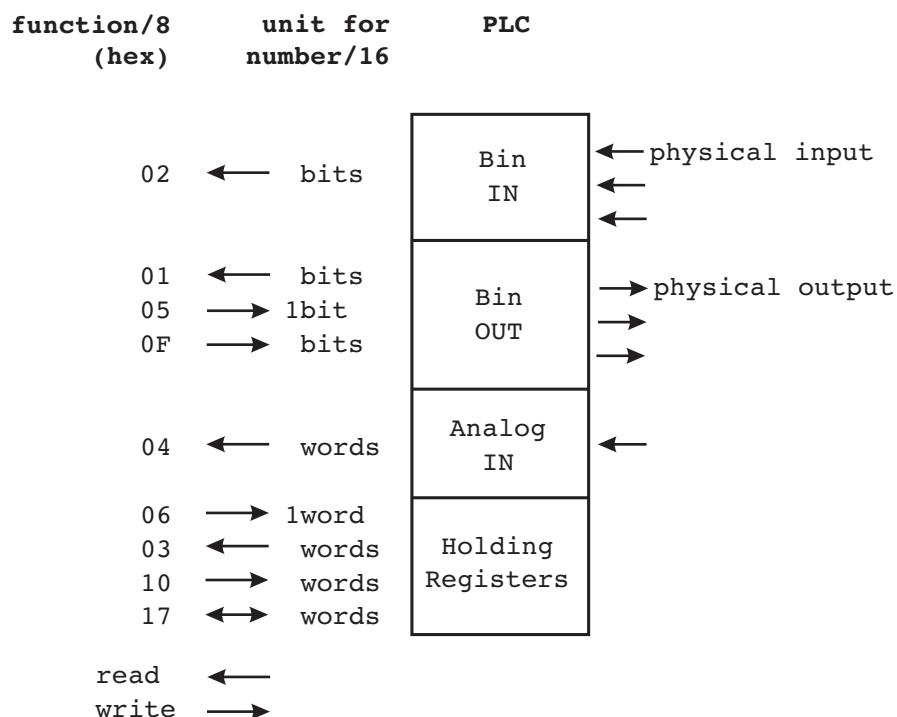 function/8 unit for PLC
(hex) number/16
Bin
IN
physical input
02 bits
01 bits
05 1bit
0F bits
Bin
OUT
physical output
04 words
Analog
IN
06 1word
03 words
10 words
17 words
Holding
Registers
read
write